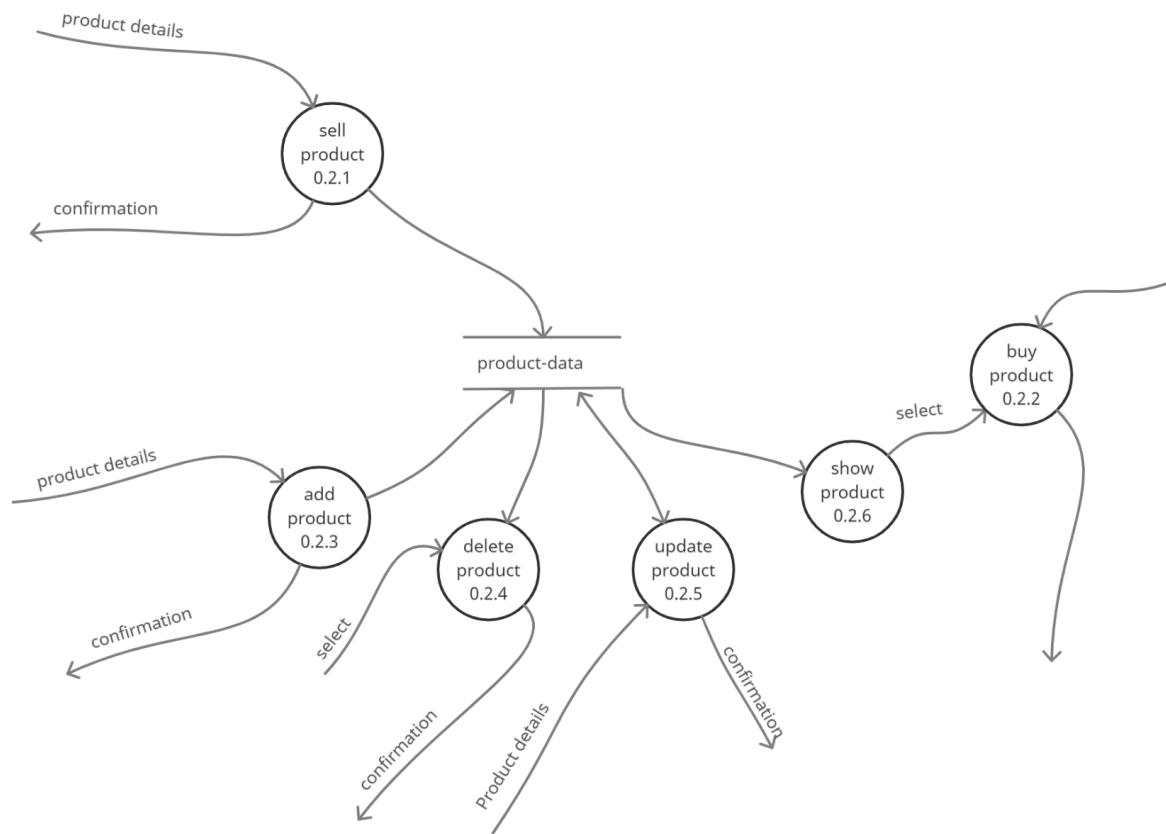 product details
sell
product
0.2.1
confirmation
product-data
buy
product
0.2.2
select
show
product
0.2.6
product details
add
product
0.2.3
confirmation
delete
product
0.2.4
select
confirmation
update
product
0.2.5
Product details
confirmation